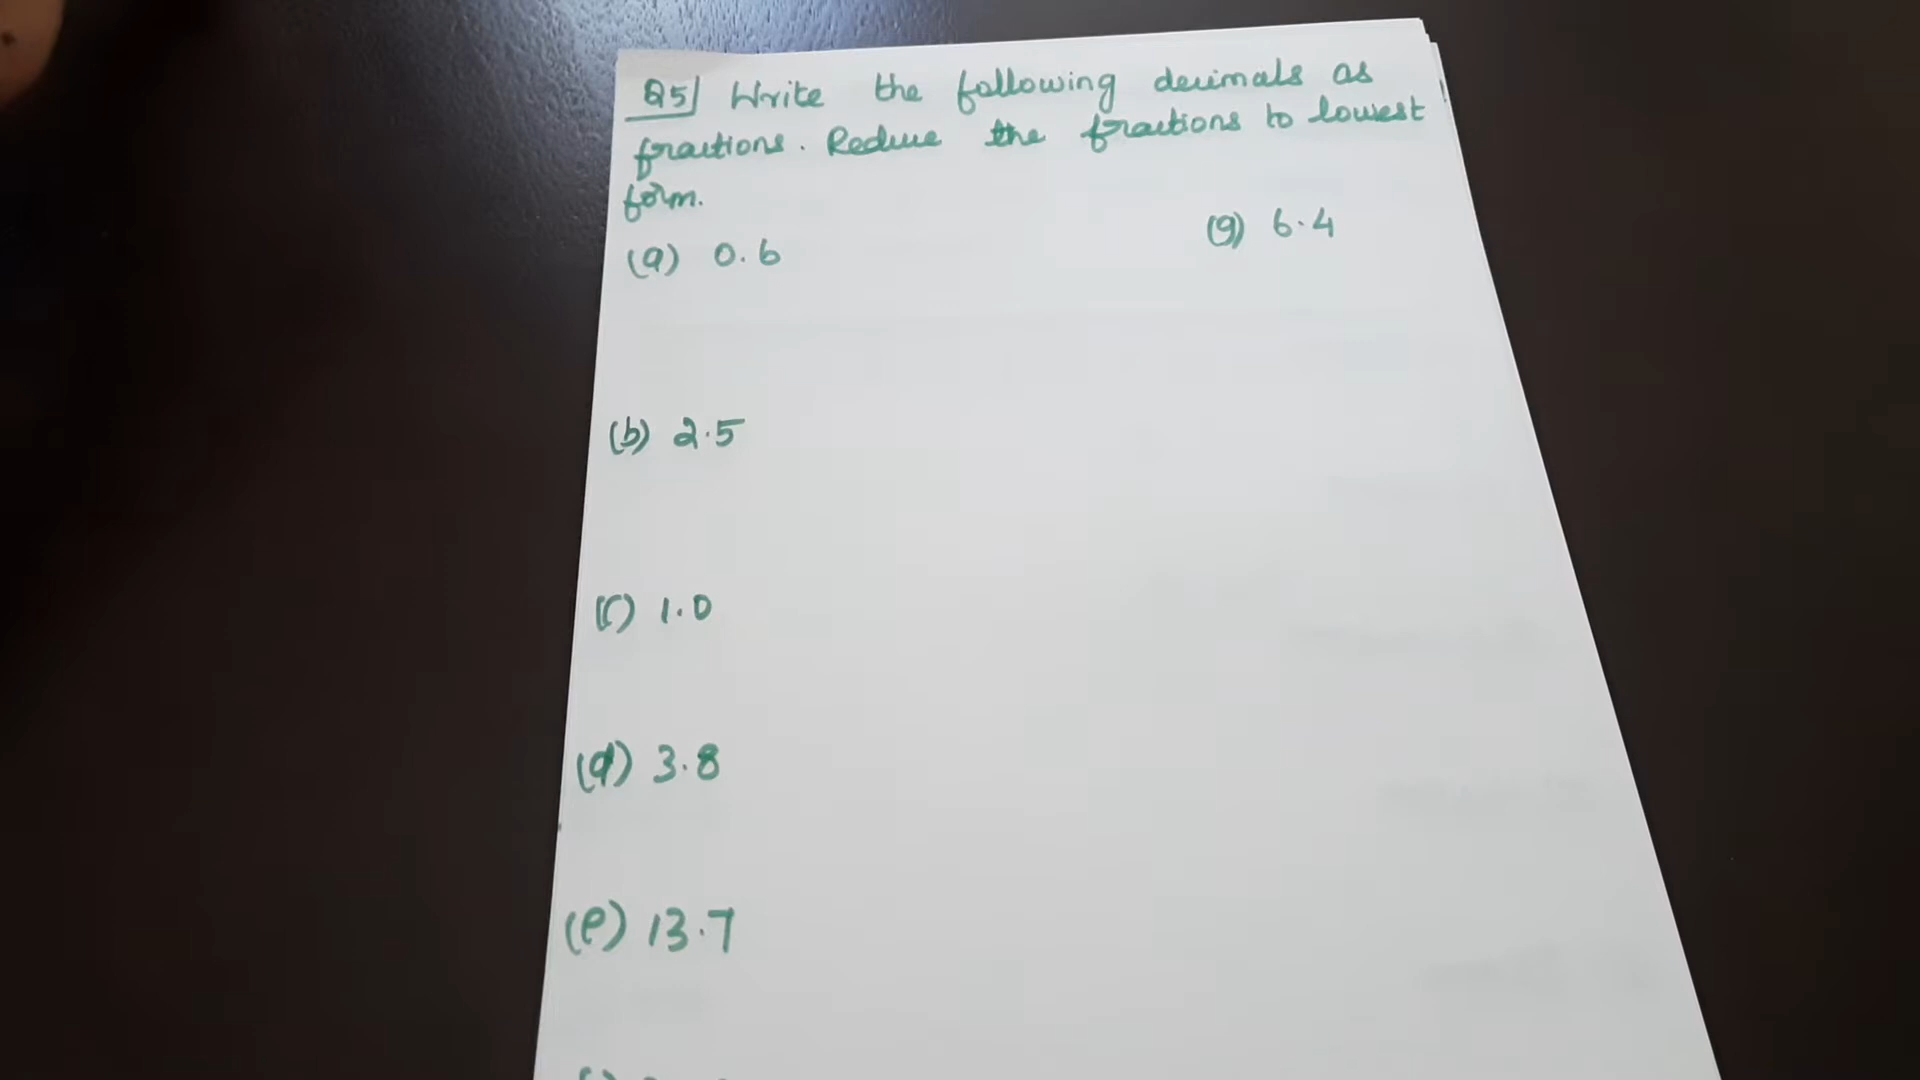 Q5) Write the following decimals as
fractions. Reduce the fractions to lowest
form.
(a) 0.6
(g) 6.4
(b) 2.5
(c) 1.0
(d) 3.8
(e) 13.7